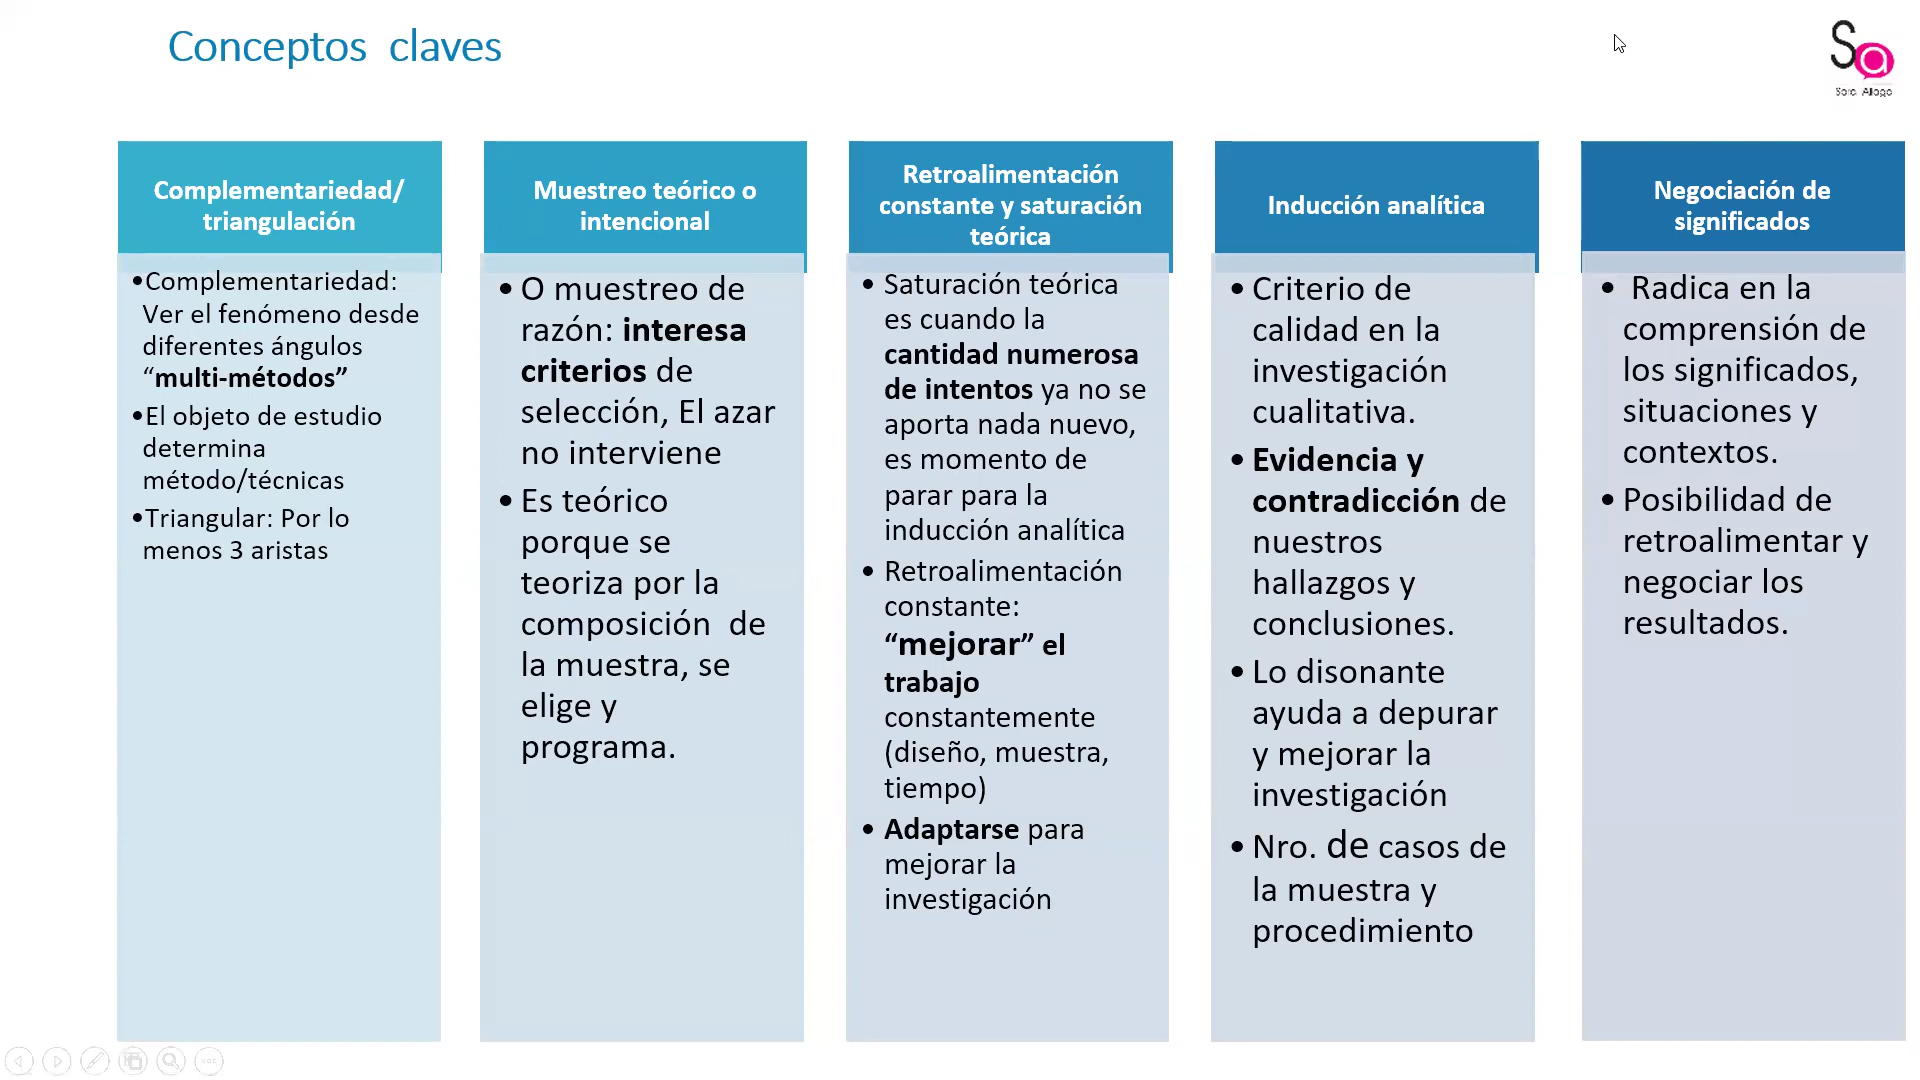 Conceptos claves
Sara Aliaga
Complementariedad/
triangulación
•Complementariedad:
Ver el fenómeno desde
diferentes ángulos
“multi-métodos”
•El objeto de estudio
determina
método/técnicas
•Triangular: Por lo
menos 3 aristas
Muestreo teórico o
intencional
• O muestreo de
razón: interesa
criterios de
selección, El azar
no interviene
• Es teórico
porque se
teoriza por la
composición de
la muestra, se
elige y
programa.
Retroalimentación
constante y saturación
teórica
• Saturación teórica
es cuando la
cantidad numerosa
de intentos ya no se
aporta nada nuevo,
es momento de
parar para la
inducción analítica
• Retroalimentación
constante:
“mejorar” el
trabajo
constantemente
(diseño, muestra,
tiempo)
• Adaptarse para
mejorar la
investigación
Inducción analítica
• Criterio de
calidad en la
investigación
cualitativa.
• Evidencia y
contradicción de
nuestros
hallazgos y
conclusiones.
• Lo disonante
ayuda a depurar
y mejorar la
investigación
• Nro. de casos de
la muestra y
procedimiento
Negociación de
significados
• Radica en la
comprensión de
los significados,
situaciones y
contextos.
• Posibilidad de
retroalimentar y
negociar los
resultados.